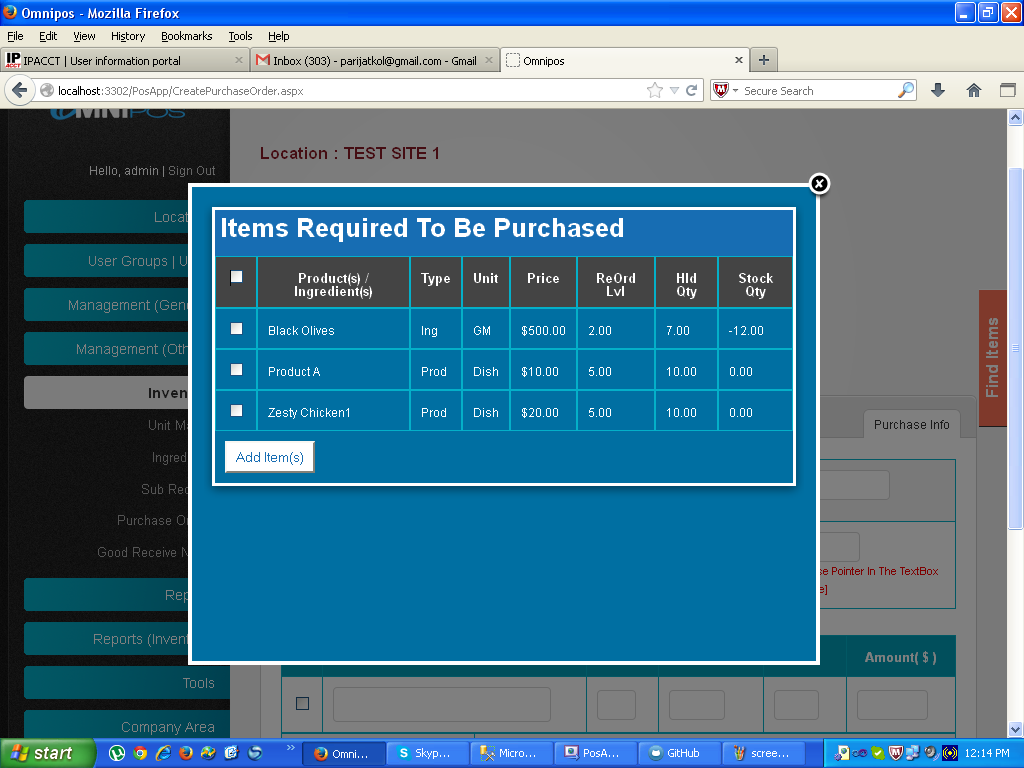 Omnipos - Mozilla Firefox
File Edit View History Bookmarks Tools Help
IPACCT | User information portal
Inbox (303) - parijatkol@gmail.com - Gmail
Omnipos
localhost:3302/PosApp/CreatePurchaseOrder.aspx
Secure Search
OMNIPOS
Hello, admin | Sign Out
Location : TEST SITE 1
Locat
User Groups | U
Management (Gen
Management (Oth
Inven
Unit Ma
Ingred
Sub Rec
Purchase O
Good Receive N
Rep
Reports (Invent
Tools
Company Area
Items Required To Be Purchased
Product(s) / Ingredient(s) Type Unit Price ReOrd Lvl Hld Qty Stock Qty
Black Olives Ing GM $500.00 2.00 7.00 -12.00
Product A Prod Dish $10.00 5.00 10.00 0.00
Zesty Chicken1 Prod Dish $20.00 5.00 10.00 0.00
Add Item(s)
Find Items
Purchase Info
se Pointer In The TextBox
e]
Amount( $ )
start
Omni...
Skyp...
Micro...
PosA...
GitHub
scree...
12:14 PM